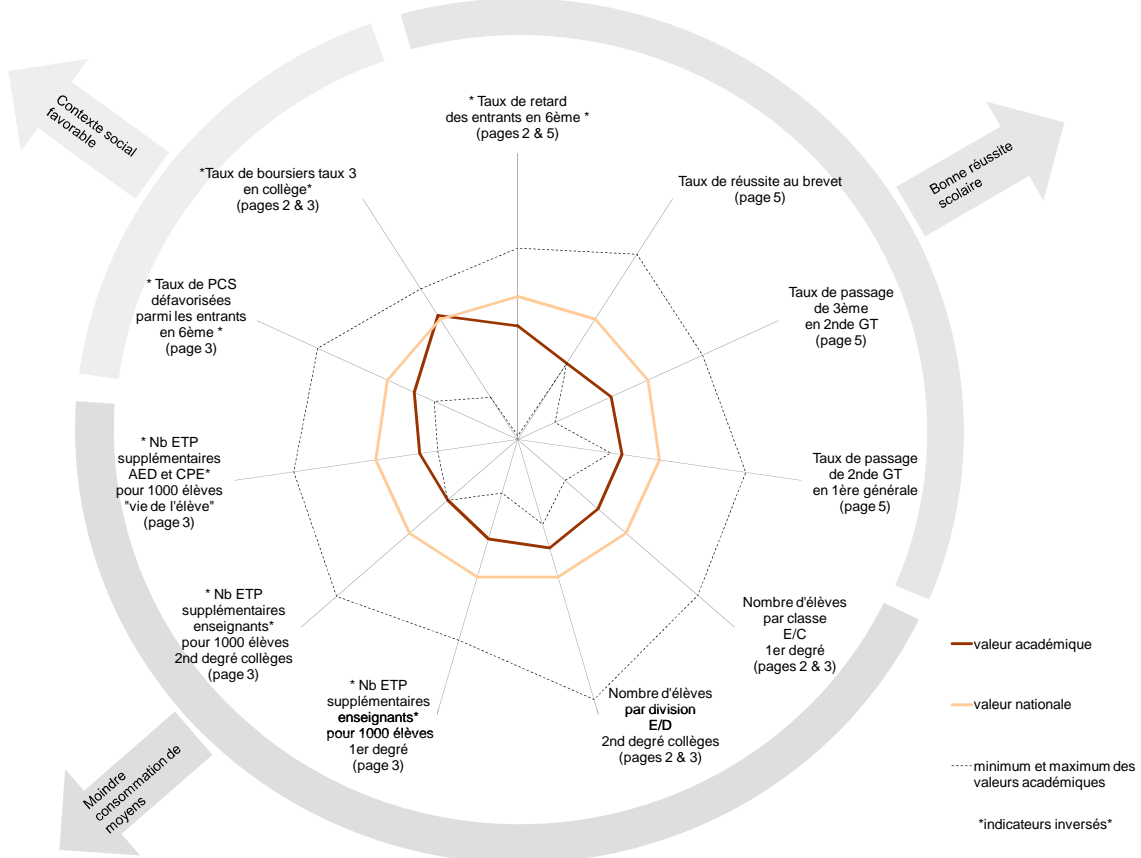 Contexte social
favorable
Bonne réussite
scolaire
* Taux de retard
des entrants en 6ème *
(pages 2 & 5)
*Taux de boursiers taux 3
en collège*
(pages 2 & 3)
Taux de réussite au brevet
(page 5)
* Taux de PCS
défavorisées
parmi les entrants
en 6ème *
(page 3)
Taux de passage
de 3ème
en 2nde GT
(page 5)
* Nb ETP
supplémentaires
AED et CPE*
pour 1000 élèves
"vie de l'élève"
(page 3)
Taux de passage
de 2nde GT
en 1ère générale
(page 5)
* Nb ETP
supplémentaires
enseignants*
pour 1000 élèves
2nd degré collèges
(page 3)
Nombre d'élèves
par classe
E/C
1er degré
(pages 2 & 3)
* Nb ETP
supplémentaires
enseignants*
pour 1000 élèves
1er degré
(page 3)
Nombre d'élèves
par division
E/D
2nd degré collèges
(pages 2 & 3)
Moindre
consommation de
moyens
valeur académique
valeur nationale
minimum et maximum des
valeurs académiques
*indicateurs inversés*